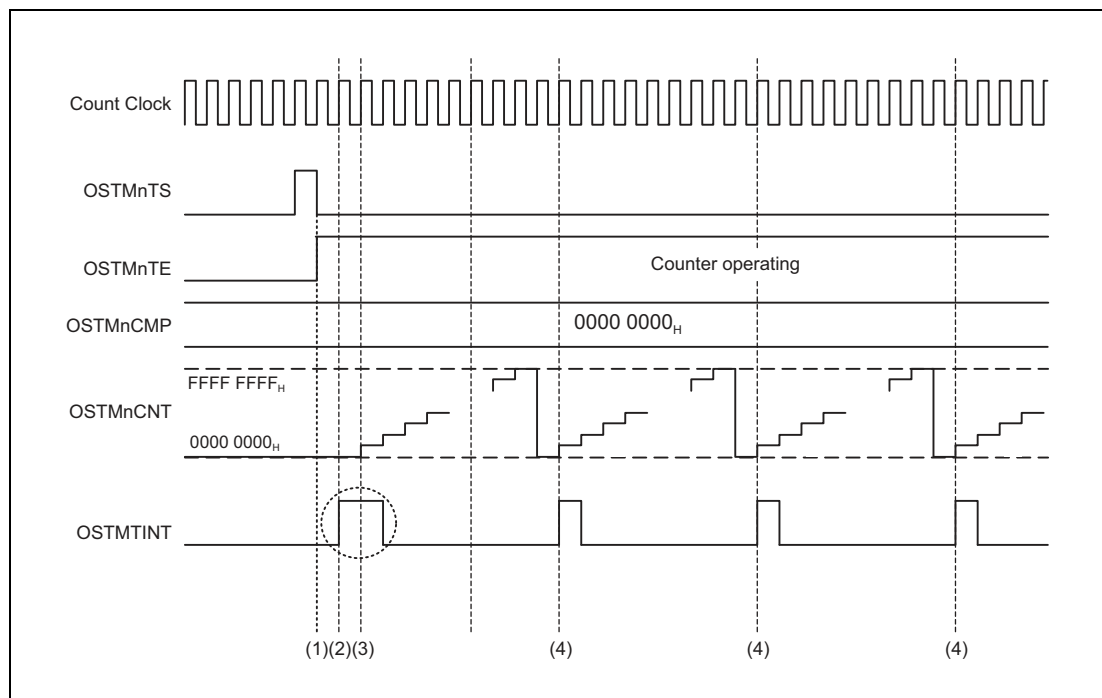 Count Clock
OSTMnTS
OSTMnTE
Counter operating
OSTMnCMP
0000 0000H
FFFF FFFFH
OSTMnCNT
0000 0000H
OSTMTINT
(1)(2)(3) (4) (4) (4)